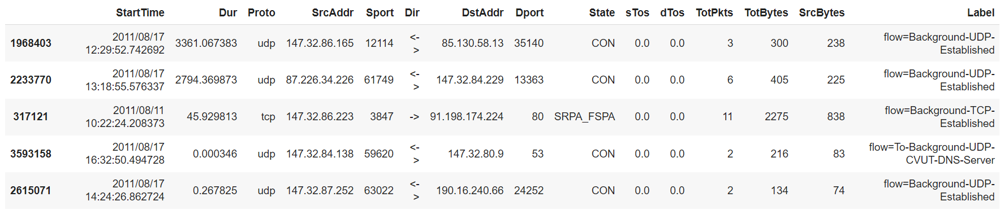 StartTime Dur Proto SrcAddr Sport Dir DstAddr Dport State sTos dTos TotPkts TotBytes SrcBytes Label
1968403 2011/08/17 12:29:52.742692 3361.067383 udp 147.32.86.165 12114 <-> 85.130.58.13 35140 CON 0.0 0.0 3 300 238 flow=Background-UDP-Established
2233770 2011/08/17 13:18:55.576337 2794.369873 udp 87.226.34.226 61749 <-> 147.32.84.229 13363 CON 0.0 0.0 6 405 225 flow=Background-UDP-Established
317121 2011/08/11 10:22:24.208373 45.929813 tcp 147.32.86.223 3847 -> 91.198.174.224 80 SRPA_FSPA 0.0 0.0 11 2275 838 flow=Background-TCP-Established
3593158 2011/08/17 16:32:50.494728 0.000346 udp 147.32.84.138 59620 <-> 147.32.80.9 53 CON 0.0 0.0 2 216 83 flow=To-Background-UDP-CVUT-DNS-Server
2615071 2011/08/17 14:24:26.862724 0.267825 udp 147.32.87.252 63022 <-> 190.16.240.66 24252 CON 0.0 0.0 2 134 74 flow=Background-UDP-Established